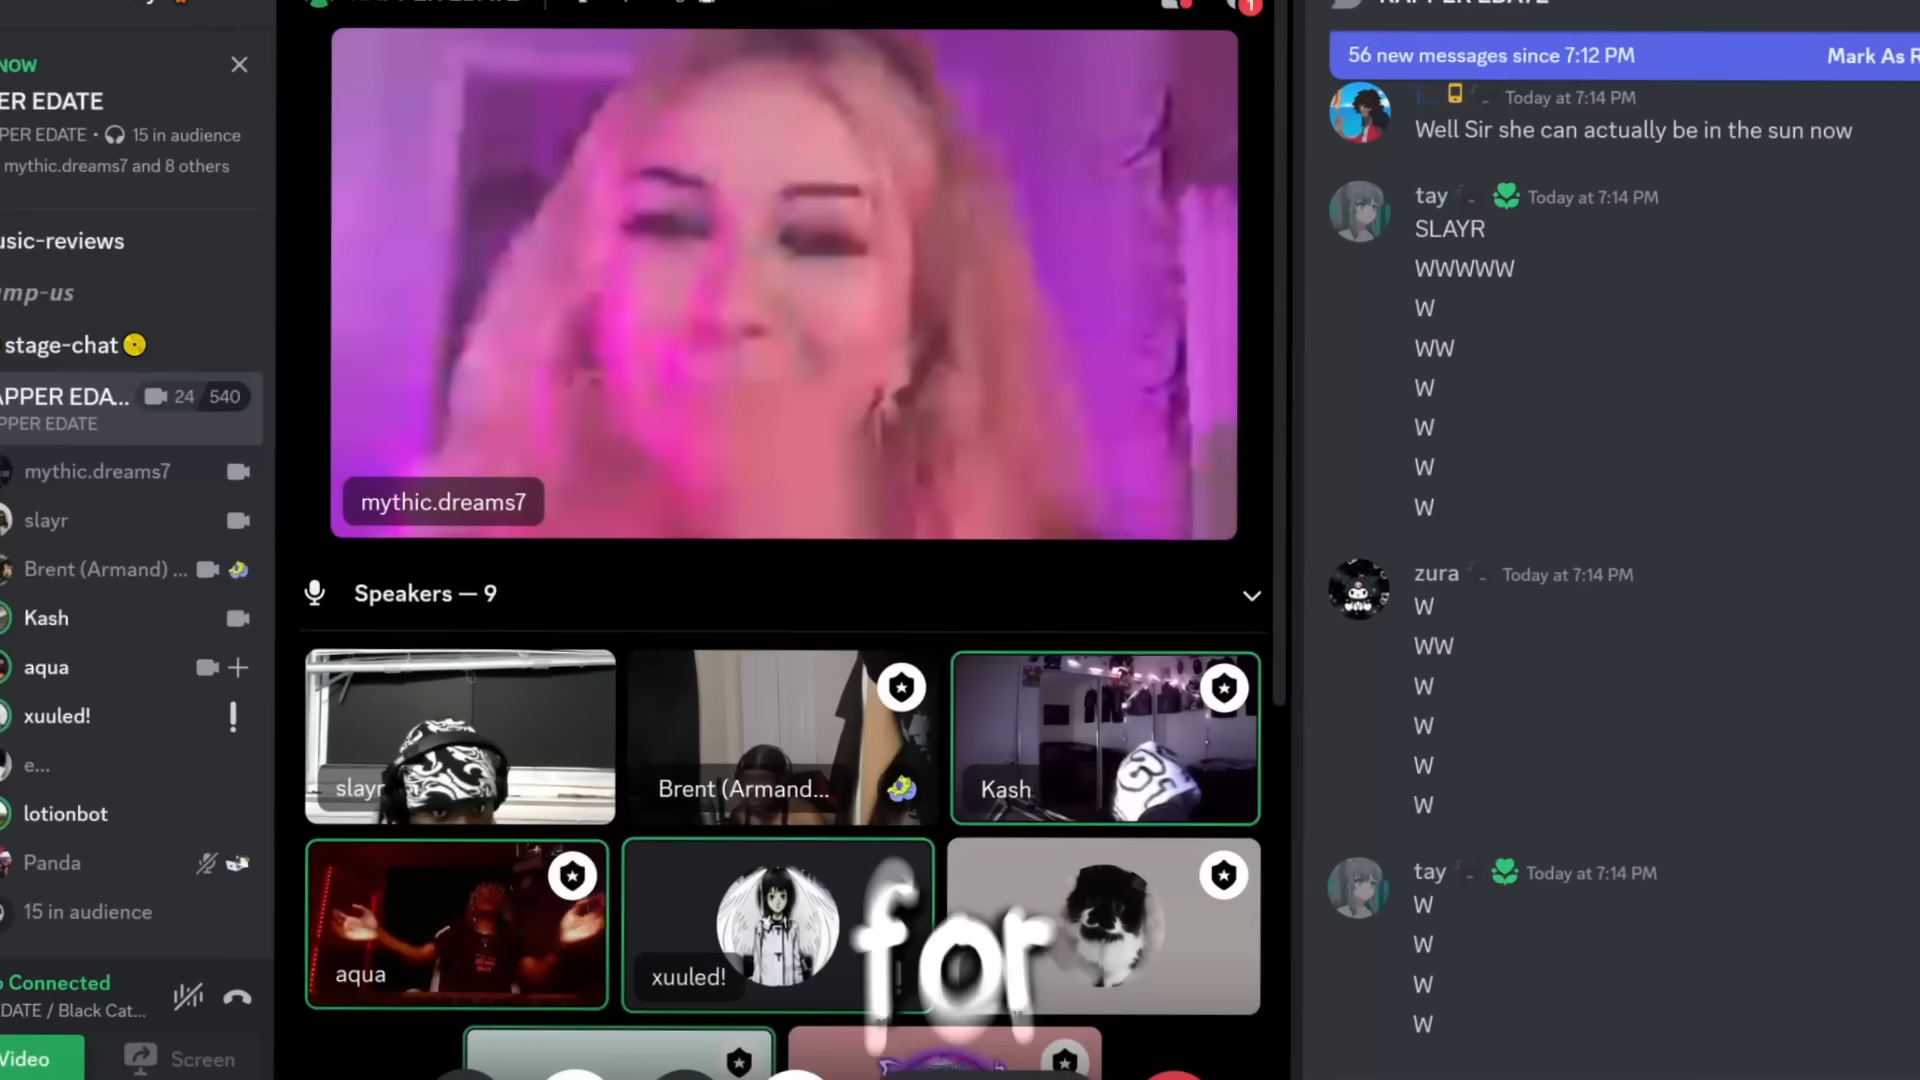 NOW
ER EDATE
PPER EDATE • 15 in audience
mythic.dreams7 and 8 others
usic-reviews
mp-us
stage-chat
APPER EDA... 24 540
PPER EDATE
mythic.dreams7
slayr
Brent (Armand) ...
Kash
aqua
xuuled!
e...
lotionbot
Panda
15 in audience
Connected
DATE / Black Cat...
Video
Screen
1
mythic.dreams7
Speakers — 9
slayr
Brent (Armand...
Kash
aqua
xuuled!
for
RAPPER EDATE
56 new messages since 7:12 PM Mark As R
Today at 7:14 PM
Well Sir she can actually be in the sun now
tay Today at 7:14 PM
SLAYR
WWWWW
W
WW
W
W
W
W
zura Today at 7:14 PM
W
WW
W
W
W
W
tay Today at 7:14 PM
W
W
W
W